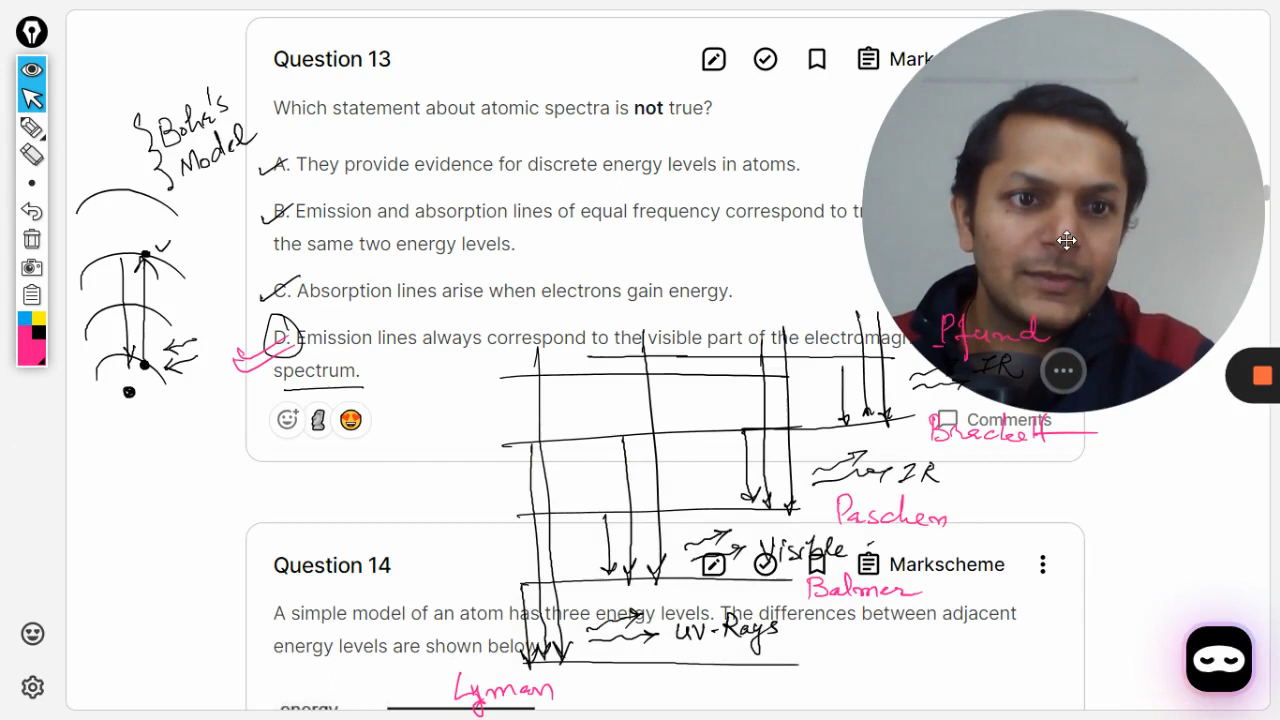 Question 13
Mark
Which statement about atomic spectra is not true?
Bohr's
Model
A. They provide evidence for discrete energy levels in atoms.
B. Emission and absorption lines of equal frequency correspond to
the same two energy levels.
C. Absorption lines arise when electrons gain energy.
D. Emission lines always correspond to the visible part of the electromag
spectrum.
Pfund
IR
Comments
Brackett
IR
Paschen
Visible
Question 14
Markscheme
Balmer
A simple model of an atom has three energy levels. The differences between adjacent
energy levels are shown below
UV-Rays
Lyman
energy